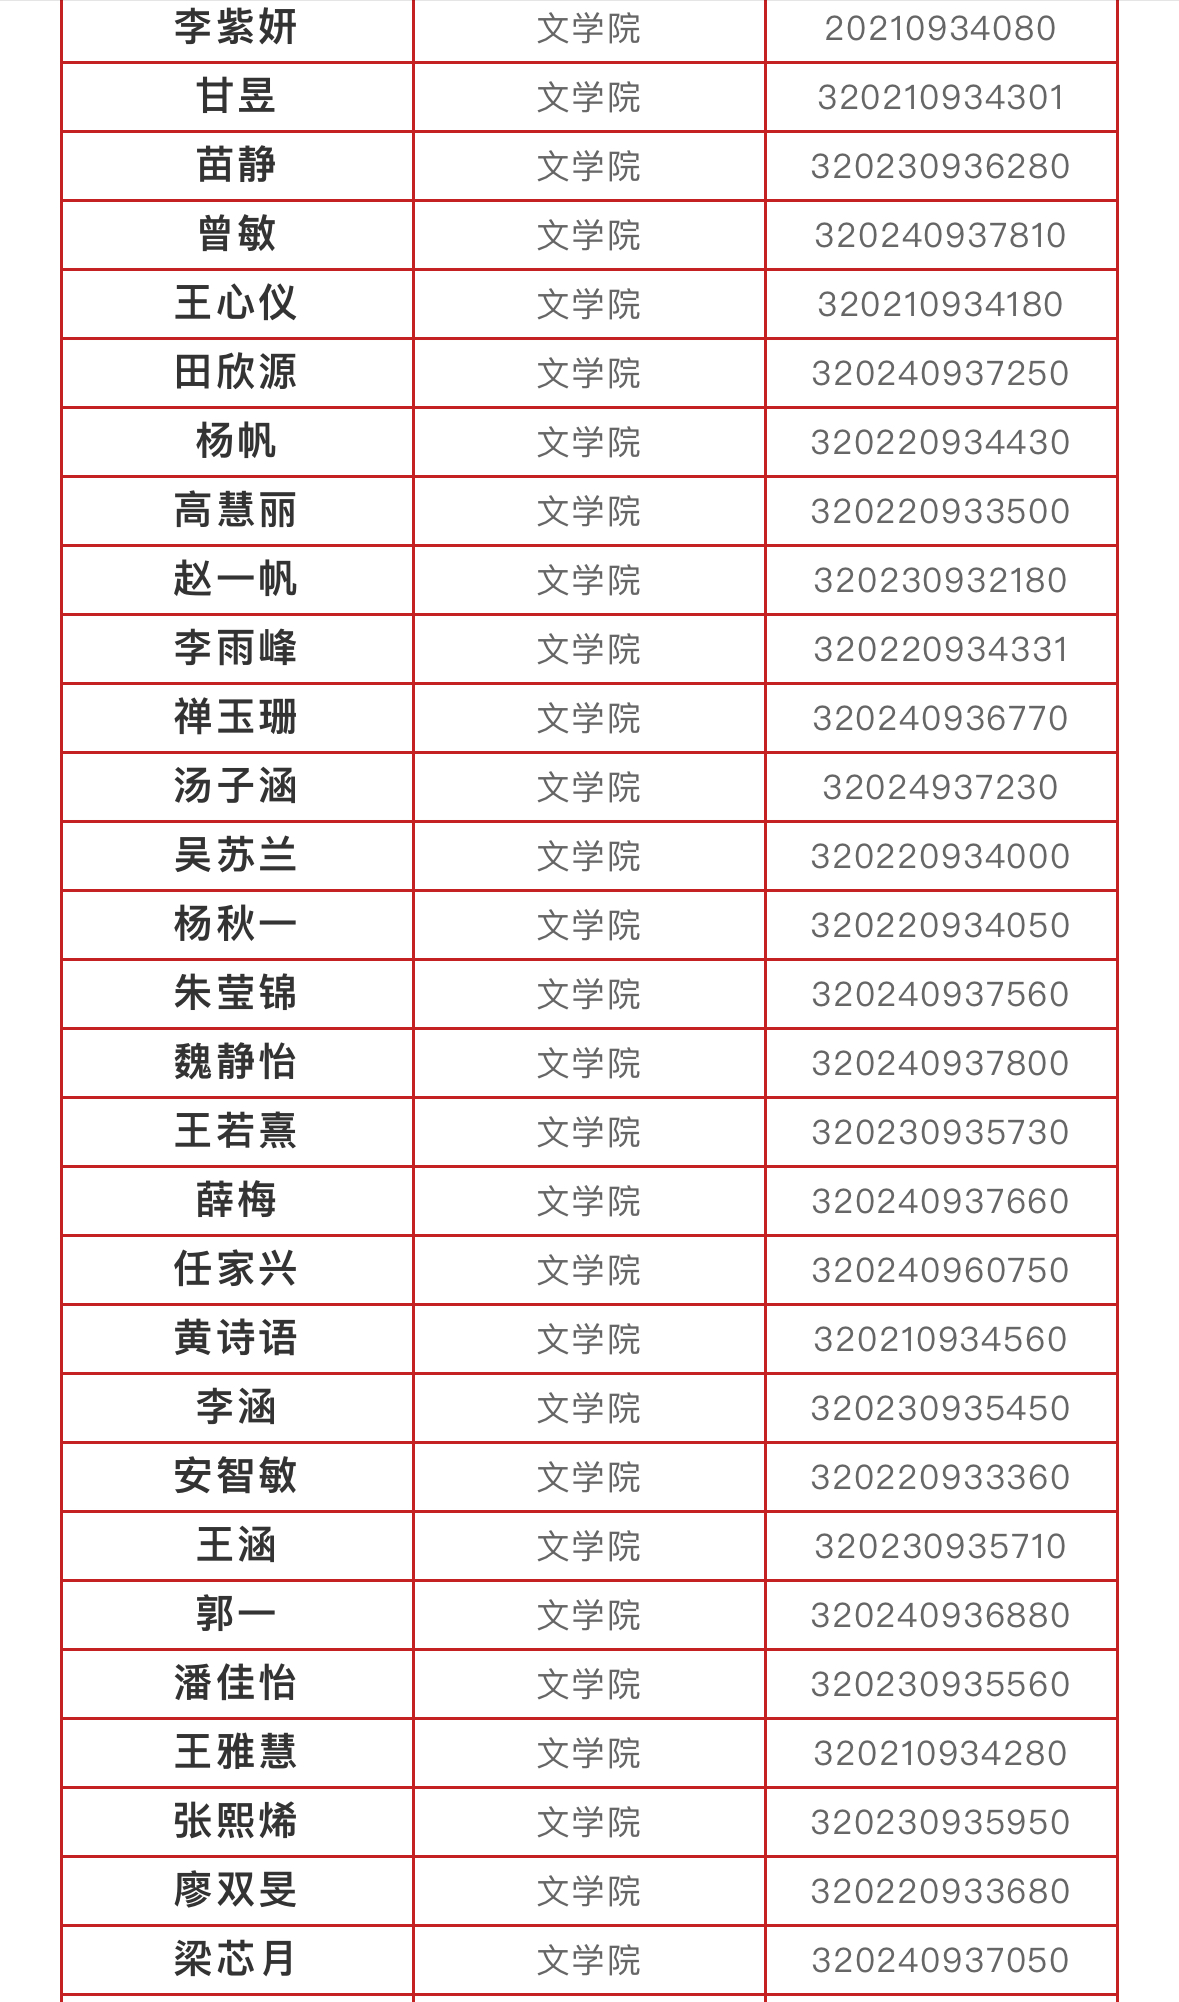 李紫妍 文学院 20210934080
甘昱 文学院 320210934301
苗静 文学院 320230936280
曾敏 文学院 320240937810
王心仪 文学院 320210934180
田欣源 文学院 320240937250
杨帆 文学院 320220934430
高慧丽 文学院 320220933500
赵一帆 文学院 320230932180
李雨峰 文学院 320220934331
禅玉珊 文学院 320240936770
汤子涵 文学院 32024937230
吴苏兰 文学院 320220934000
杨秋一 文学院 320220934050
朱莹锦 文学院 320240937560
魏静怡 文学院 320240937800
王若熹 文学院 320230935730
薛梅 文学院 320240937660
任家兴 文学院 320240960750
黄诗语 文学院 320210934560
李涵 文学院 320230935450
安智敏 文学院 320220933360
王涵 文学院 320230935710
郭一 文学院 320240936880
潘佳怡 文学院 320230935560
王雅慧 文学院 320210934280
张熙烯 文学院 320230935950
廖双旻 文学院 320220933680
梁芯月 文学院 320240937050